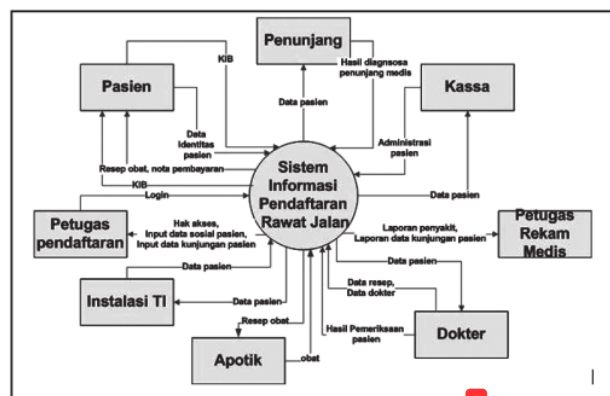 Penunjang
KIB
Hasil diagnsosa
penunjang medis
Pasien
Kassa
Data pasien
Data
Identitas
pasien
Administrasi
pasien
Resep obat, nota pembayaran
Sistem
Informasi
Pendaftaran
Rawat Jalan
KIB
Login
Data pasien
Petugas
pendaftaran
Hak akses,
Input data sosial pasien,
Input data kunjungan pasien
Laporan penyakit,
Laporan data kunjungan pasien
Petugas
Rekam
Medis
Data pasien
Data pasien
Instalasi TI
Data pasien
Data resep,
Data dokter
Resep obat
Hasil Pemeriksaan
pasien
Dokter
Apotik
obat